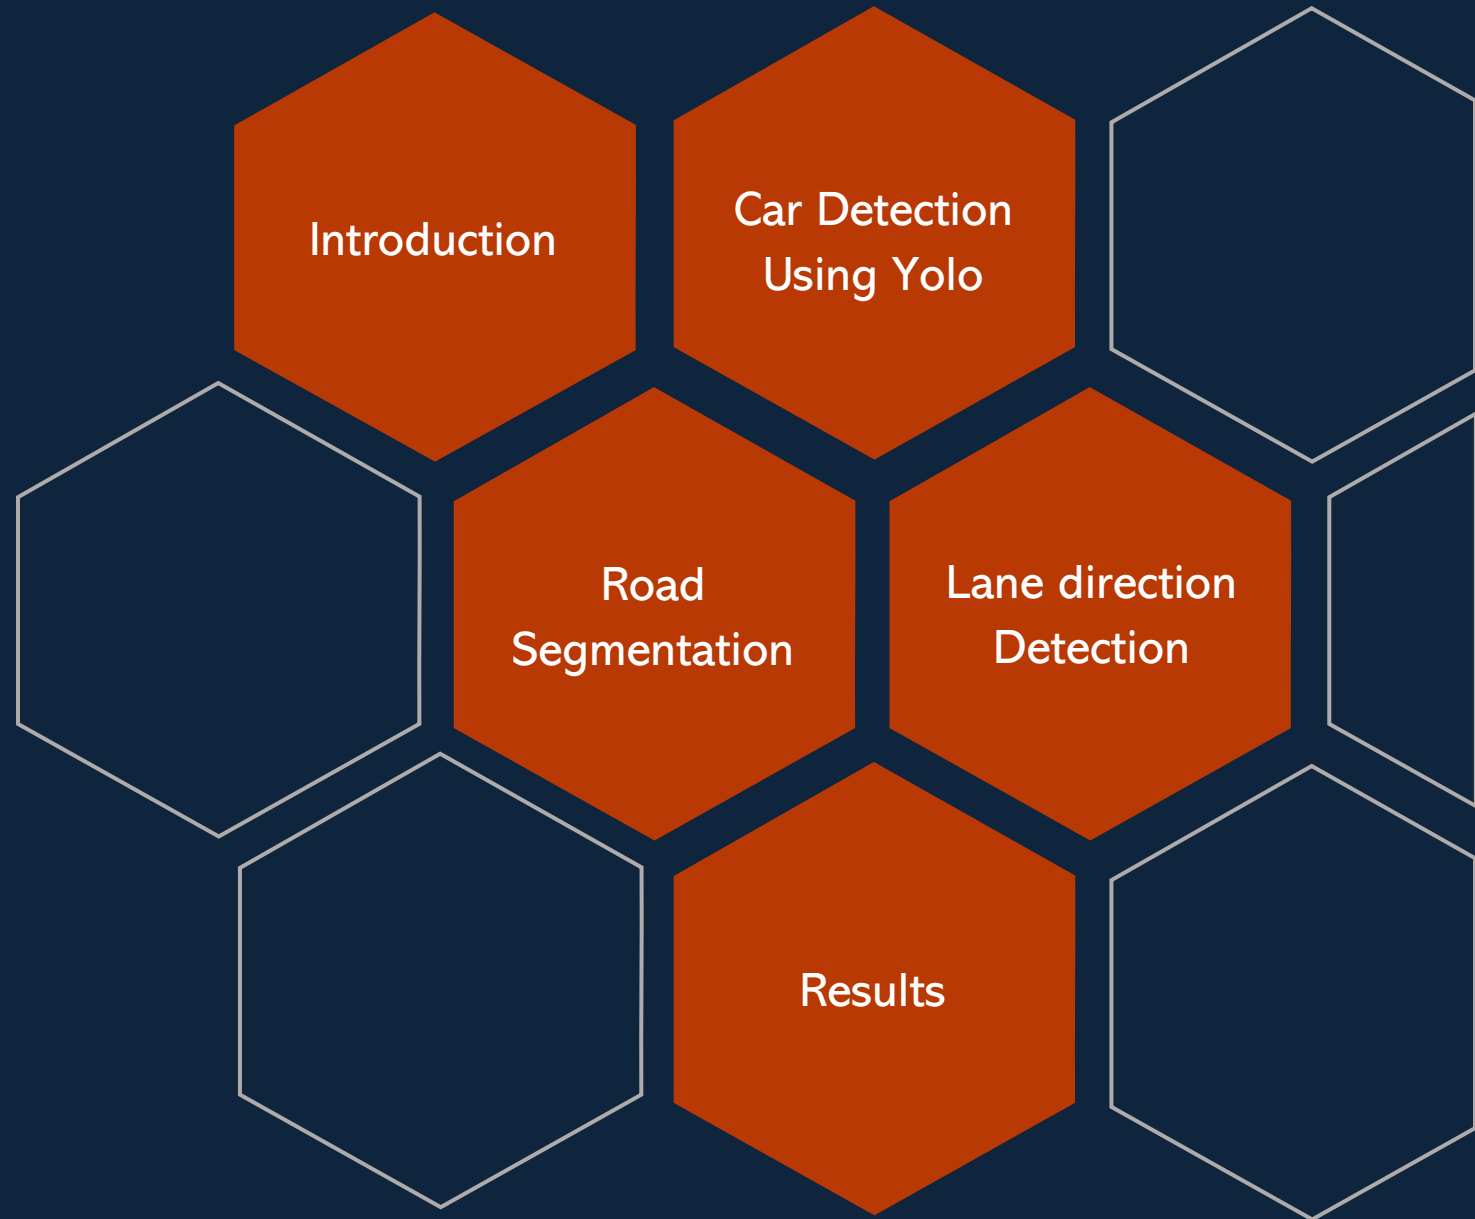 Introduction
Car Detection
Using Yolo
Road
Segmentation
Lane direction
Detection
Results